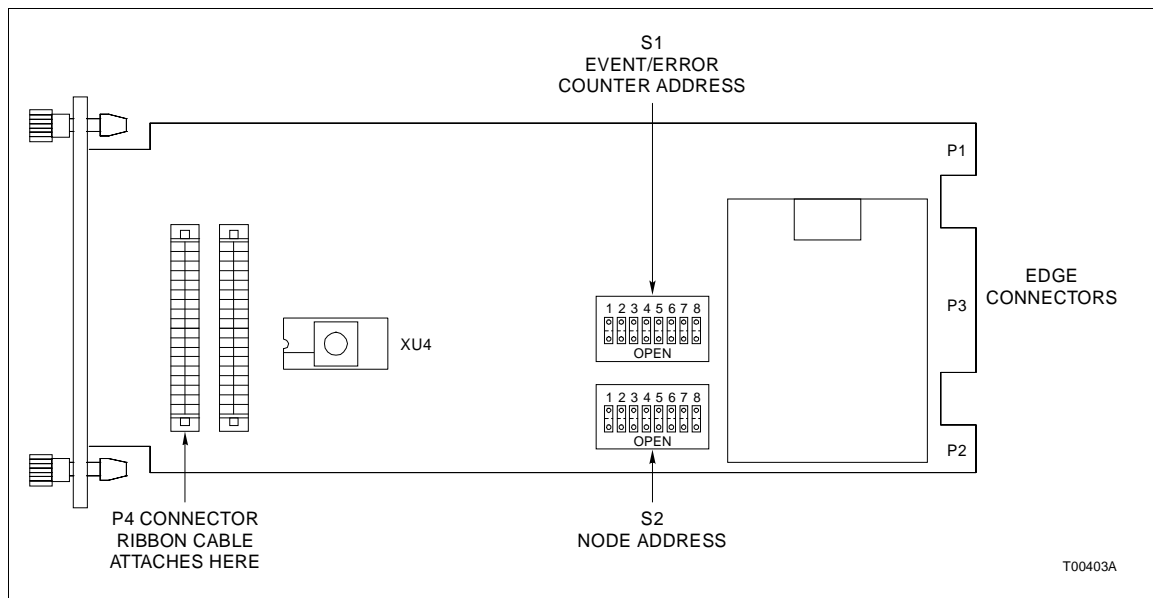 S1
EVENT/ERROR
COUNTER ADDRESS
P1
EDGE
CONNECTORS
P3
1 2 3 4 5 6 7 8
OPEN
XU4
1 2 3 4 5 6 7 8
OPEN
P2
P4 CONNECTOR
RIBBON CABLE
ATTACHES HERE
S2
NODE ADDRESS
T00403A